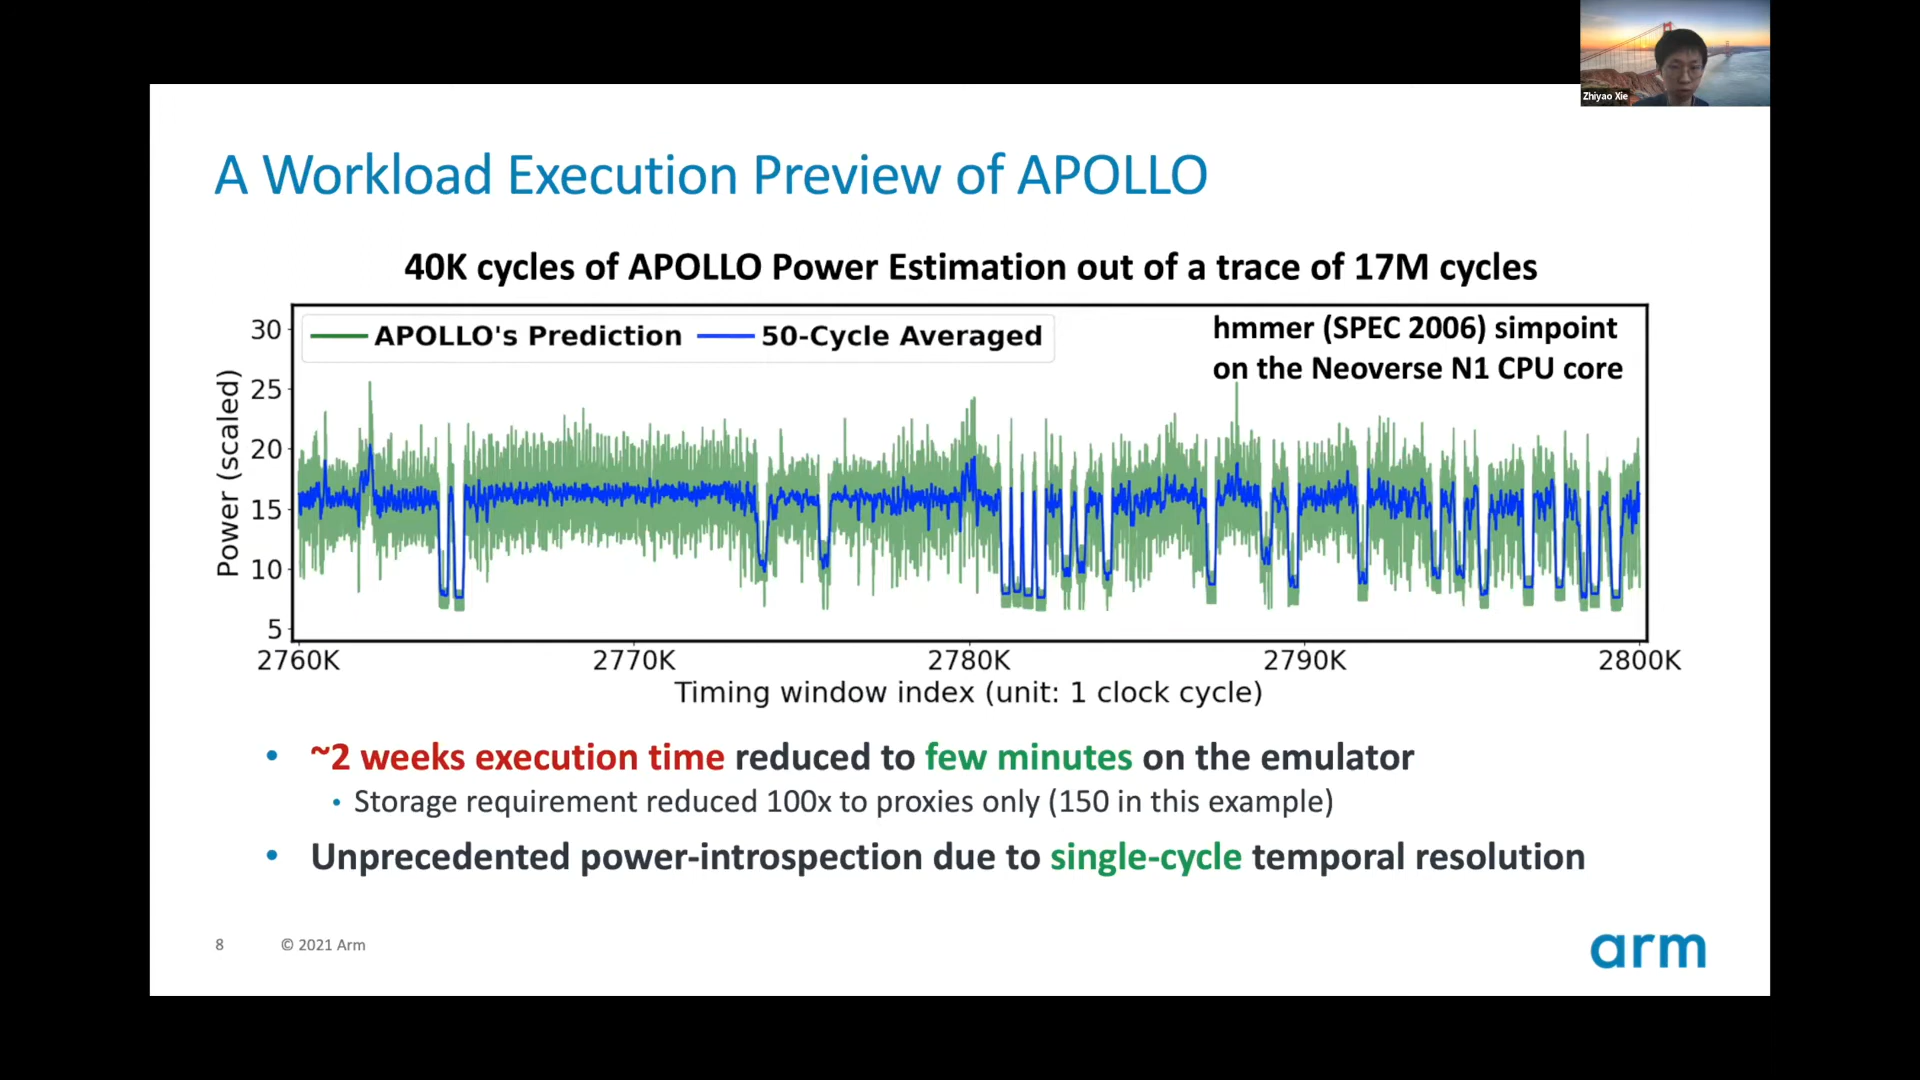 Zhiyao Xie
A Workload Execution Preview of APOLLO
40K cycles of APOLLO Power Estimation out of a trace of 17M cycles
APOLLO's Prediction
50-Cycle Averaged
hmmer (SPEC 2006) simpoint
on the Neoverse N1 CPU core
Power (scaled)
30
25
20
15
10
5
2760K
2770K
2780K
2790K
2800K
Timing window index (unit: 1 clock cycle)
• ~2 weeks execution time reduced to few minutes on the emulator
• Storage requirement reduced 100x to proxies only (150 in this example)
• Unprecedented power-introspection due to single-cycle temporal resolution
8
© 2021 Arm
arm